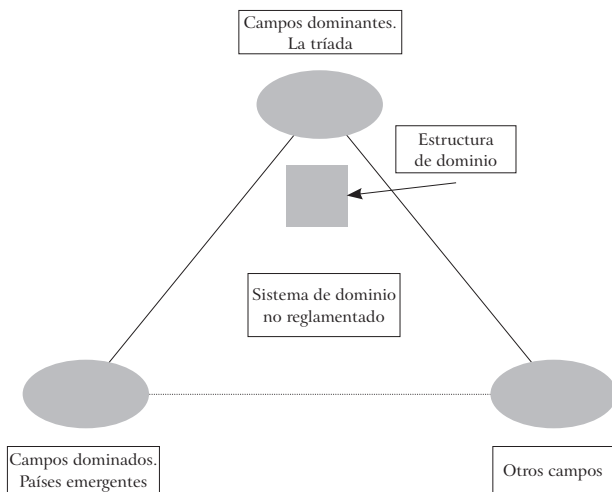 Campos dominantes.
La tríada
Estructura
de dominio
Sistema de dominio
no reglamentado
Campos dominados.
Países emergentes
Otros campos